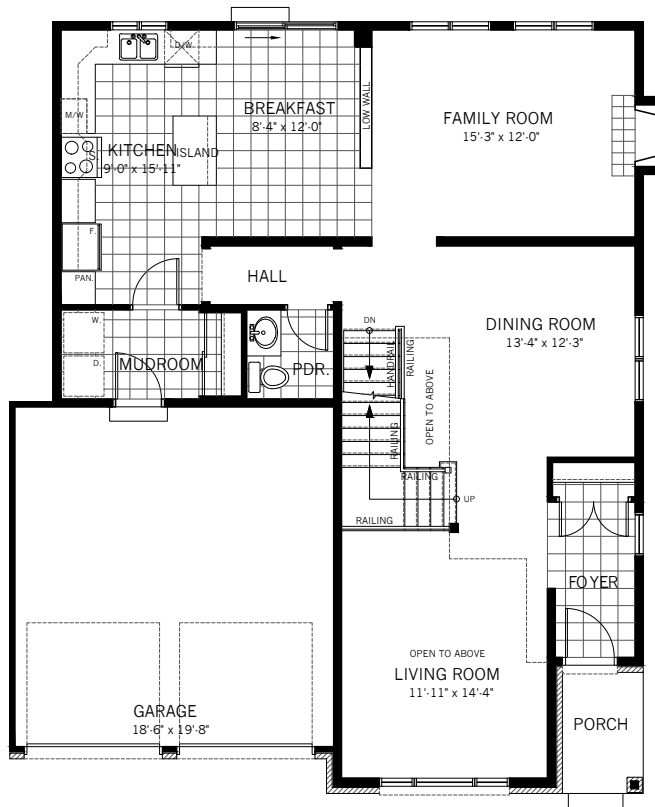 D/W
BREAKFAST
8'-4" x 12'-0"
LOW WALL
FAMILY ROOM
15'-3" x 12'-0"
M/W
S.
KITCHEN
9'-0" x 15'-11"
ISLAND
F.
PAN.
HALL
W.
D.
MUDROOM
PDR.
DN
HANDRAIL
RAILING
OPEN TO ABOVE
DINING ROOM
13'-4" x 12'-3"
RAILING
RAILING
UP
RAILING
FOYER
OPEN TO ABOVE
LIVING ROOM
11'-11" x 14'-4"
GARAGE
18'-6" x 19'-8"
PORCH